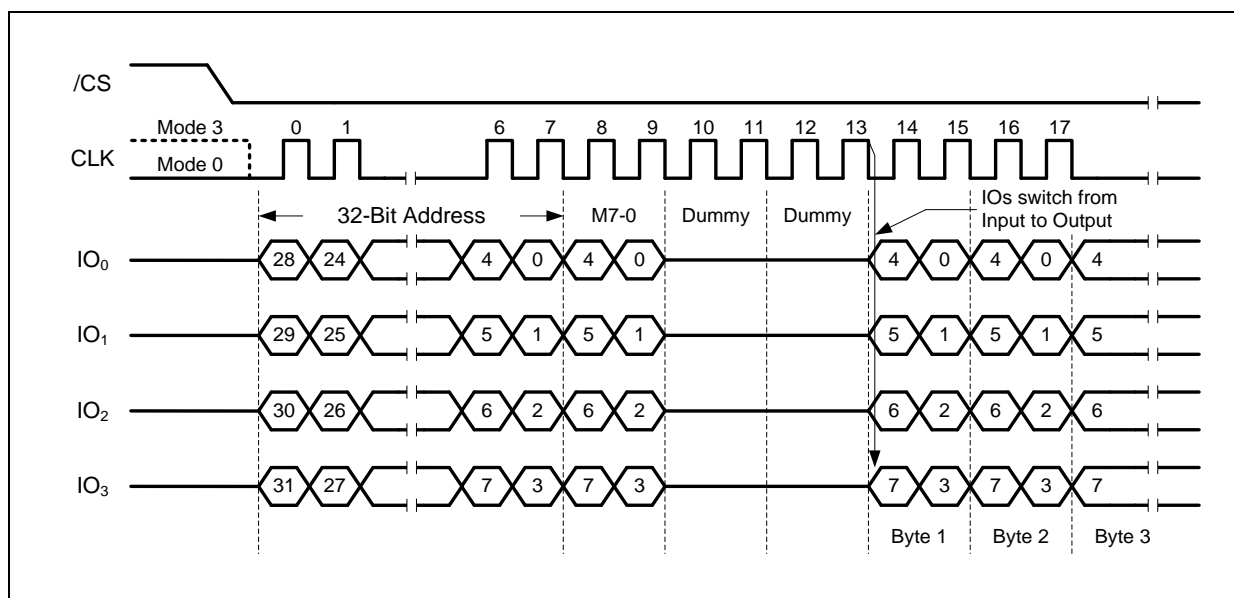 /CS
Mode 3
CLK
Mode 0
0 1 6 7 8 9 10 11 12 13 14 15 16 17
IOs switch from
Input to Output
32-Bit Address M7-0 Dummy Dummy
IO0 28 24 4 0 4 0 4 0 4 0 4
IO1 29 25 5 1 5 1 5 1 5 1 5
IO2 30 26 6 2 6 2 6 2 6 2 6
IO3 31 27 7 3 7 3 7 3 7 3 7
Byte 1 Byte 2 Byte 3